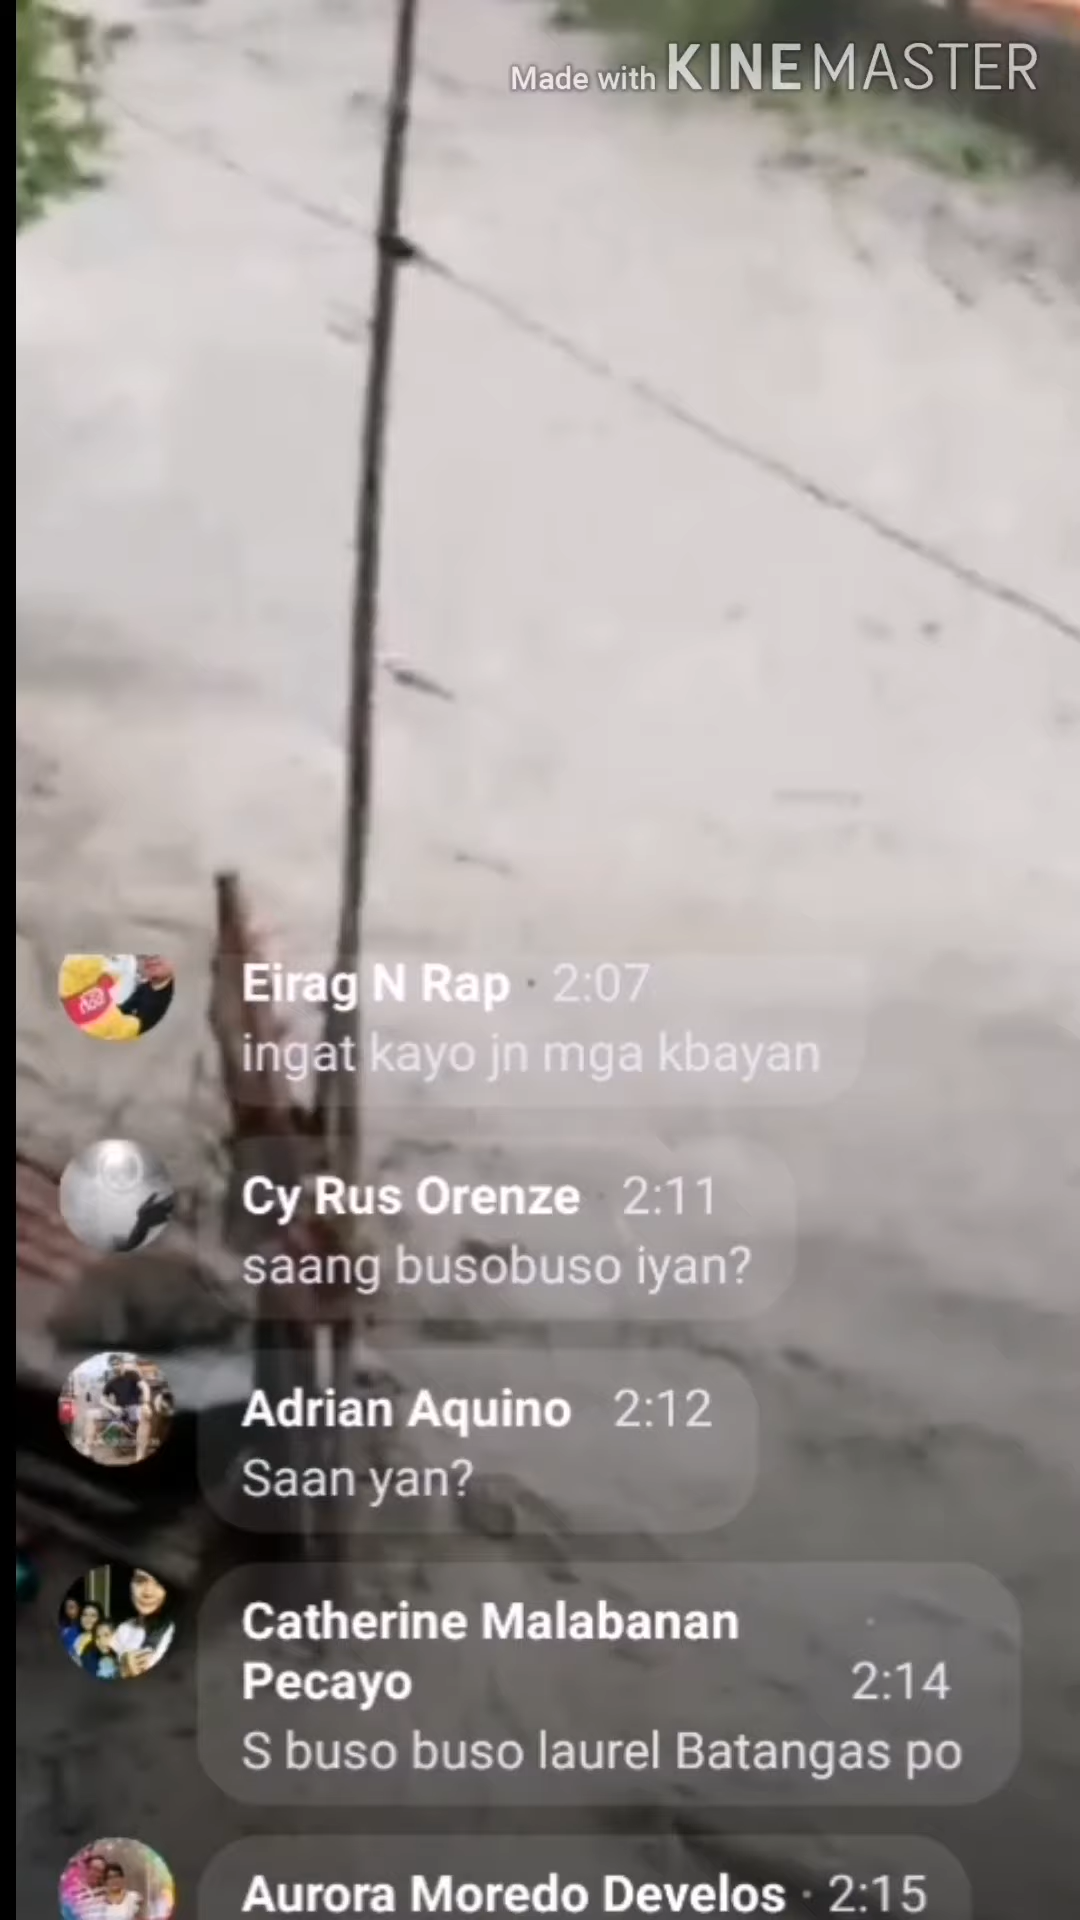 Made with KINEMASTER
Eirag N Rap · 2:07
ingat kayo jn mga kbayan
Cy Rus Orenze · 2:11
saang busobuso iyan?
Adrian Aquino 2:12
Saan yan?
Catherine Malabanan
Pecayo 2:14
S buso buso laurel Batangas po
Aurora Moredo Develos · 2:15